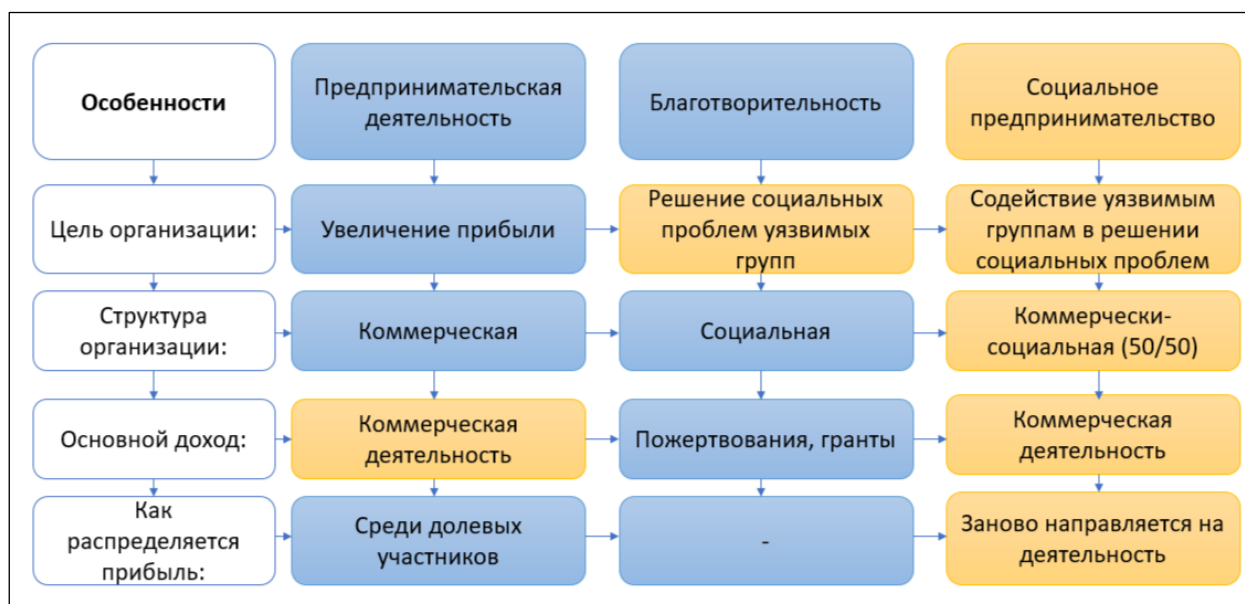 Особенности
Предпринимательская
деятельность
Благотворительность
Социальное
предпринимательство
Цель организации:
Увеличение прибыли
Решение социальных
проблем уязвимых
групп
Содействие уязвимым
группам в решении
социальных проблем
Структура
организации:
Коммерческая
Социальная
Коммерчески-
социальная (50/50)
Основной доход:
Коммерческая
деятельность
Пожертвования, гранты
Коммерческая
деятельность
Как
распределяется
прибыль:
Среди долевых
участников
-
Заново направляется на
деятельность